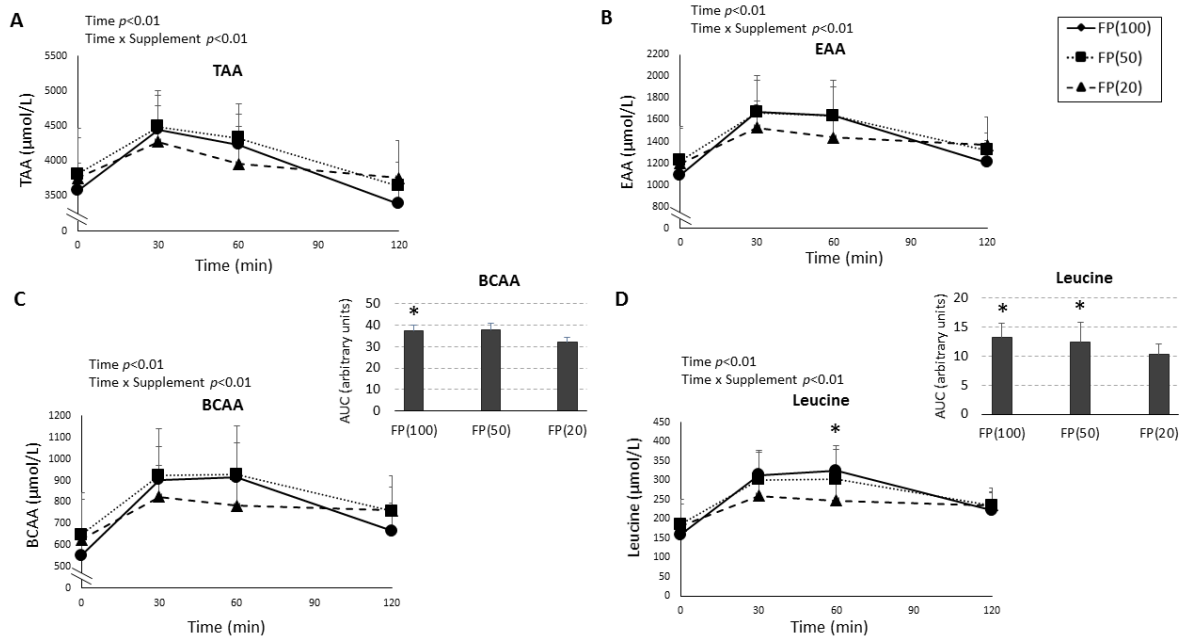 A
Time p<0.01
Time x Supplement p<0.01
TAA
TAA (µmol/L)
5500
5000
4500
4000
3500
0
0 30 60 90 120
Time (min)
B
Time p<0.01
Time x Supplement p<0.01
EAA
EAA (µmol/L)
2200
2000
1800
1600
1400
1200
1000
800
0
0 30 60 90 120
Time (min)
FP(100)
FP(50)
FP(20)
C
Time p<0.01
Time x Supplement p<0.01
BCAA
BCAA (µmol/L)
1200
1100
1000
900
800
700
600
500
0
0 30 60 90 120
Time (min)
BCAA
AUC (arbitrary units)
50
40
30
20
10
0
*
FP(100) FP(50) FP(20)
D
Time p<0.01
Time x Supplement p<0.01
Leucine
Leucine (µmol/L)
450
400
350
300
250
200
150
100
50
0
*
0 30 60 90 120
Time (min)
Leucine
AUC (arbitrary units)
20
15
10
5
0
* *
FP(100) FP(50) FP(20)